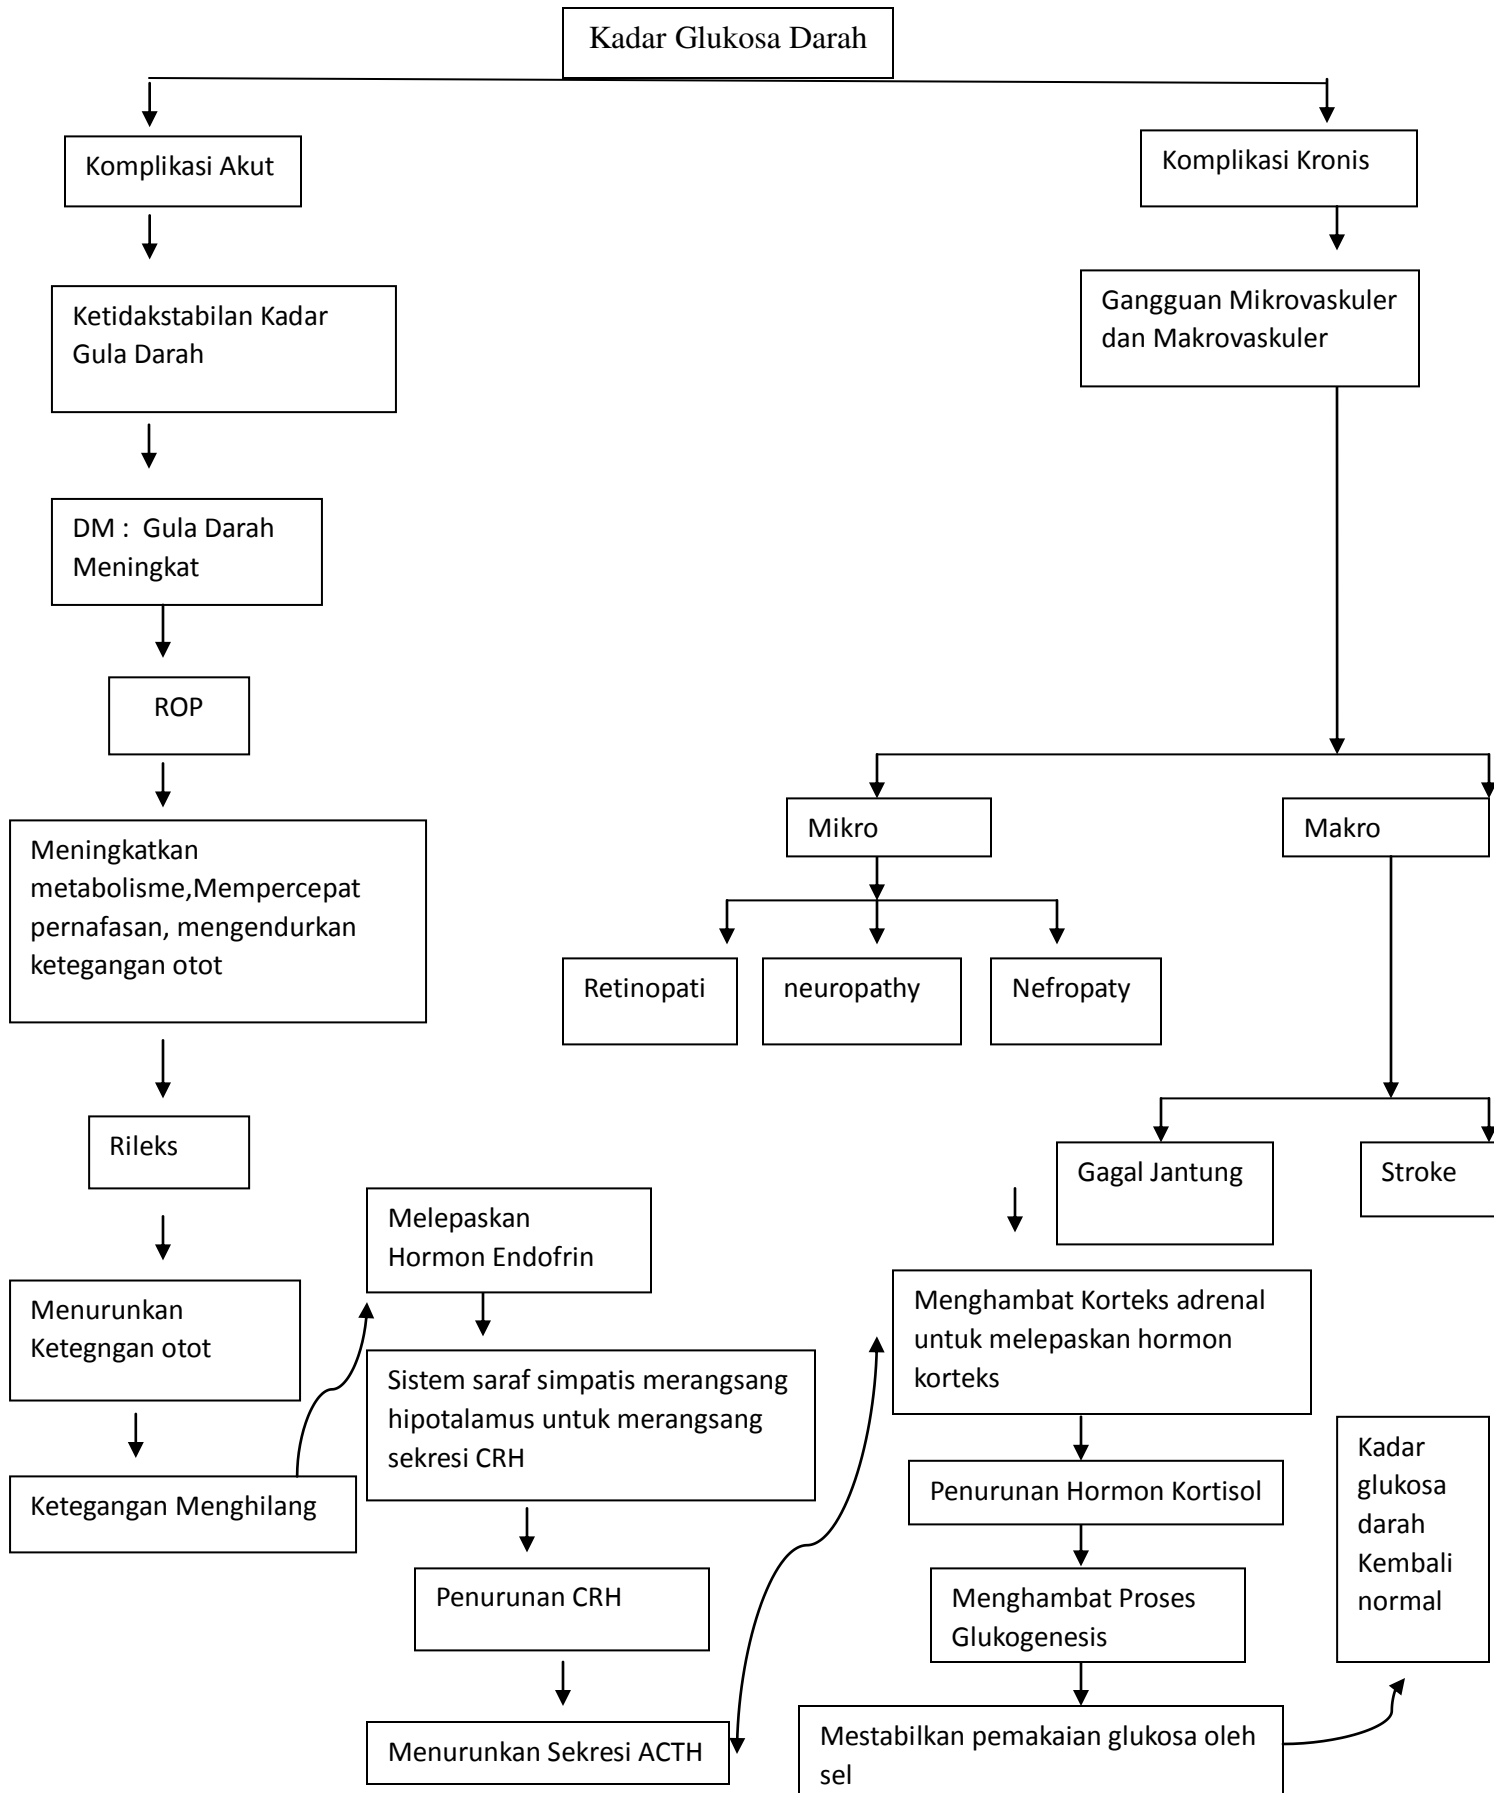 Kadar Glukosa Darah
Komplikasi Akut
Komplikasi Kronis
Ketidakstabilan Kadar
Gula Darah
Gangguan Mikrovaskuler
dan Makrovaskuler
DM :  Gula Darah
Meningkat
ROP
Meningkatkan
metabolisme,Mempercepat
pernafasan, mengendurkan
ketegangan otot
Mikro
Makro
Retinopati
neuropathy
Nefropaty
Rileks
Gagal Jantung
Stroke
Melepaskan
Hormon Endofrin
Menurunkan
Ketegngan otot
Menghambat Korteks adrenal
untuk melepaskan hormon
korteks
Sistem saraf simpatis merangsang
hipotalamus untuk merangsang
sekresi CRH
Ketegangan Menghilang
Penurunan Hormon Kortisol
Kadar
glukosa
darah
Kembali
normal
Penurunan CRH
Menghambat Proses
Glukogenesis
Menurunkan Sekresi ACTH
Mestabilkan pemakaian glukosa oleh
sel